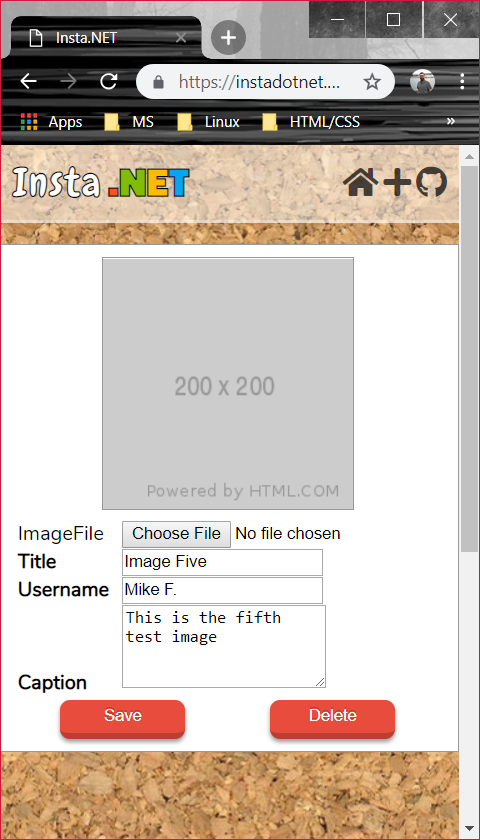 Insta.NET
https://instadotnet....
Apps MS Linux HTML/CSS »
Insta .NET
200 x 200
Powered by HTML.COM
ImageFile Choose File No file chosen
Title Image Five
Username Mike F.
This is the fifth
test image
Caption
Save Delete